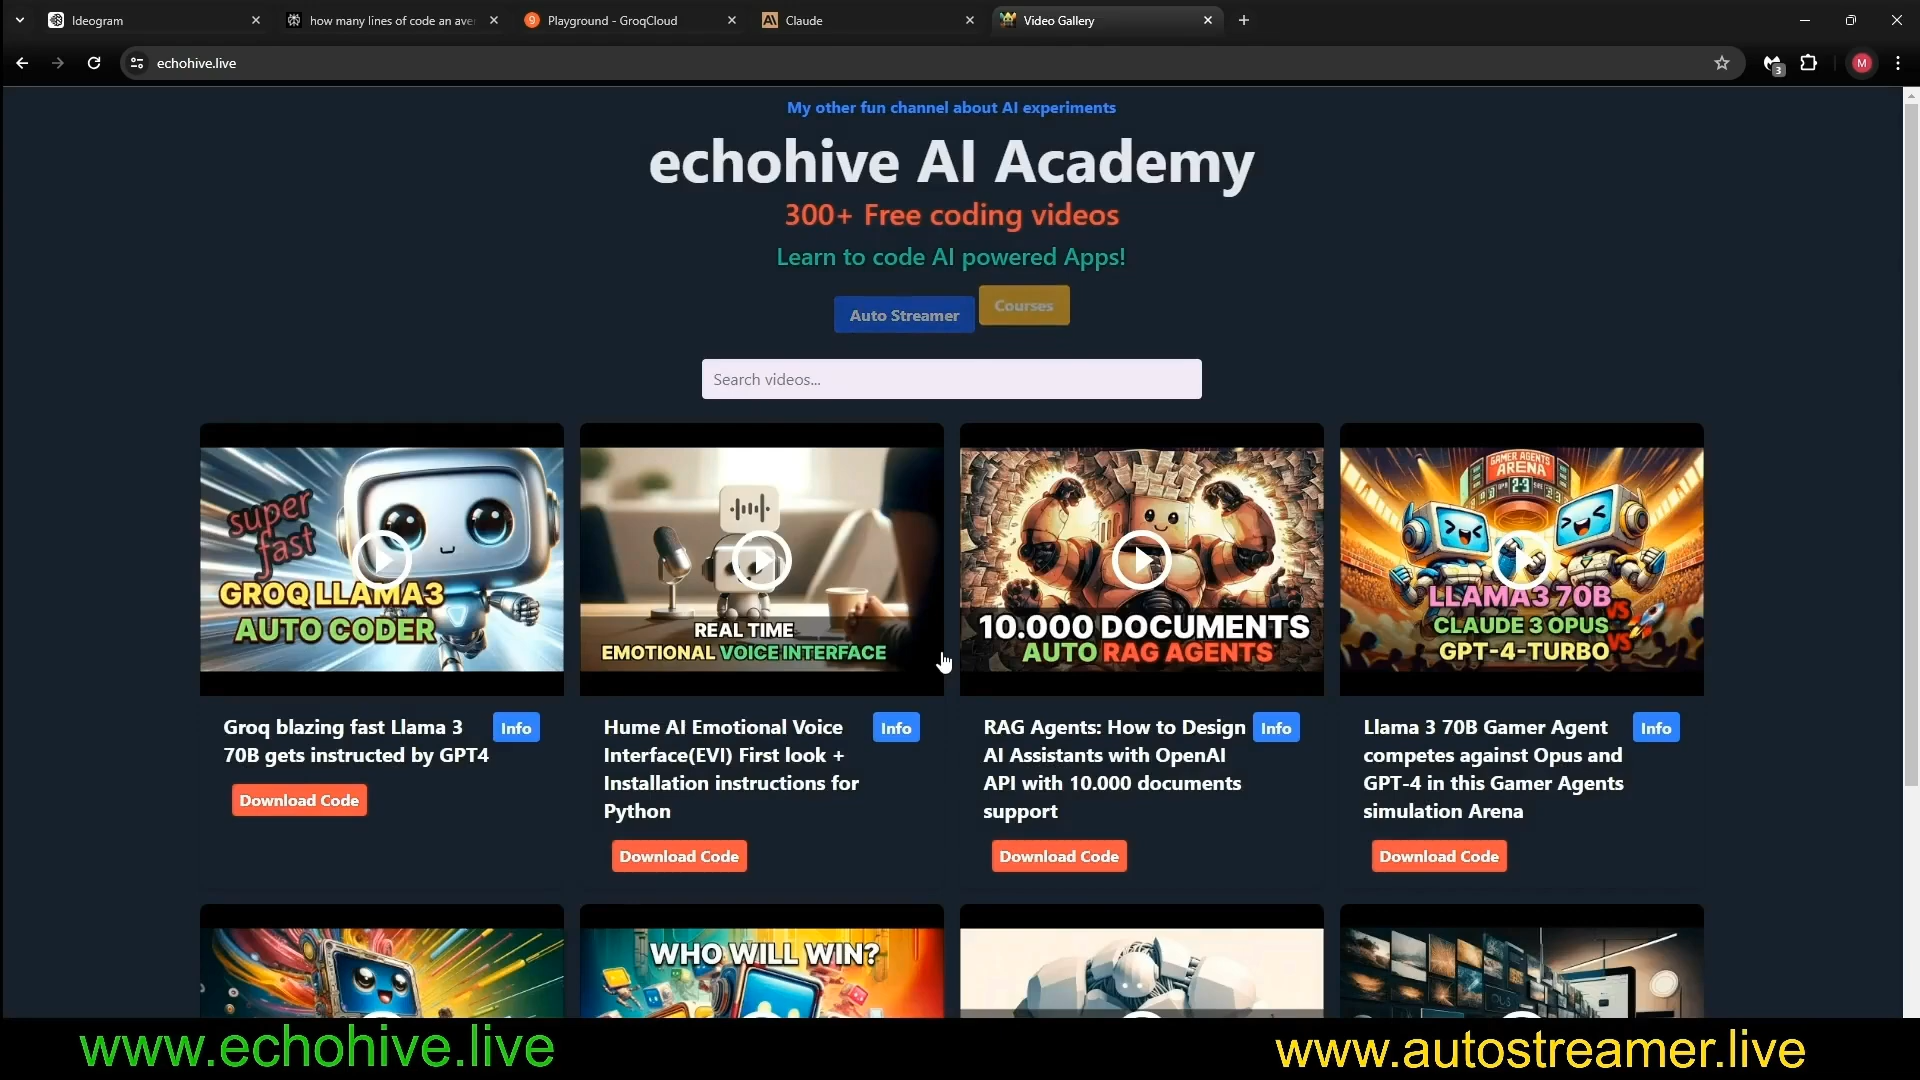 Ideogram
how many lines of code an ave
Playground - GroqCloud
Claude
Video Gallery
echohive.live
3
M
My other fun channel about AI experiments
echohive AI Academy
300+ Free coding videos
Learn to code AI powered Apps!
Auto Streamer
Courses
Search videos...
super
fast
GROQ LLAMA3
AUTO CODER
REAL TIME
EMOTIONAL VOICE INTERFACE
10.000 DOCUMENTS
AUTO RAG AGENTS
GAMER AGENTS
ARENA
2-3
LLAMA3 70B
VS
CLAUDE 3 OPUS
VS
GPT-4-TURBO
Groq blazing fast Llama 3
70B gets instructed by GPT4
Info
Download Code
Hume AI Emotional Voice
Interface(EVI) First look +
Installation instructions for
Python
Info
Download Code
RAG Agents: How to Design
AI Assistants with OpenAI
API with 10.000 documents
support
Info
Download Code
Llama 3 70B Gamer Agent
competes against Opus and
GPT-4 in this Gamer Agents
simulation Arena
Info
Download Code
WHO WILL WIN?
www.echohive.live
www.autostreamer.live